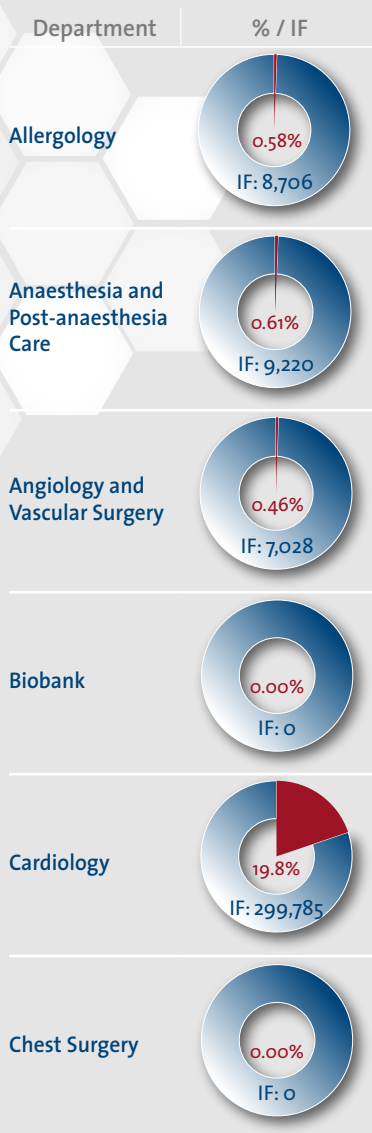 Department % / IF
Allergology
0.58%
IF: 8,706
Anaesthesia and
Post-anaesthesia
Care
0.61%
IF: 9,220
Angiology and
Vascular Surgery
0.46%
IF: 7,028
Biobank
0.00%
IF: 0
Cardiology
19.8%
IF: 299,785
Chest Surgery
0.00%
IF: 0